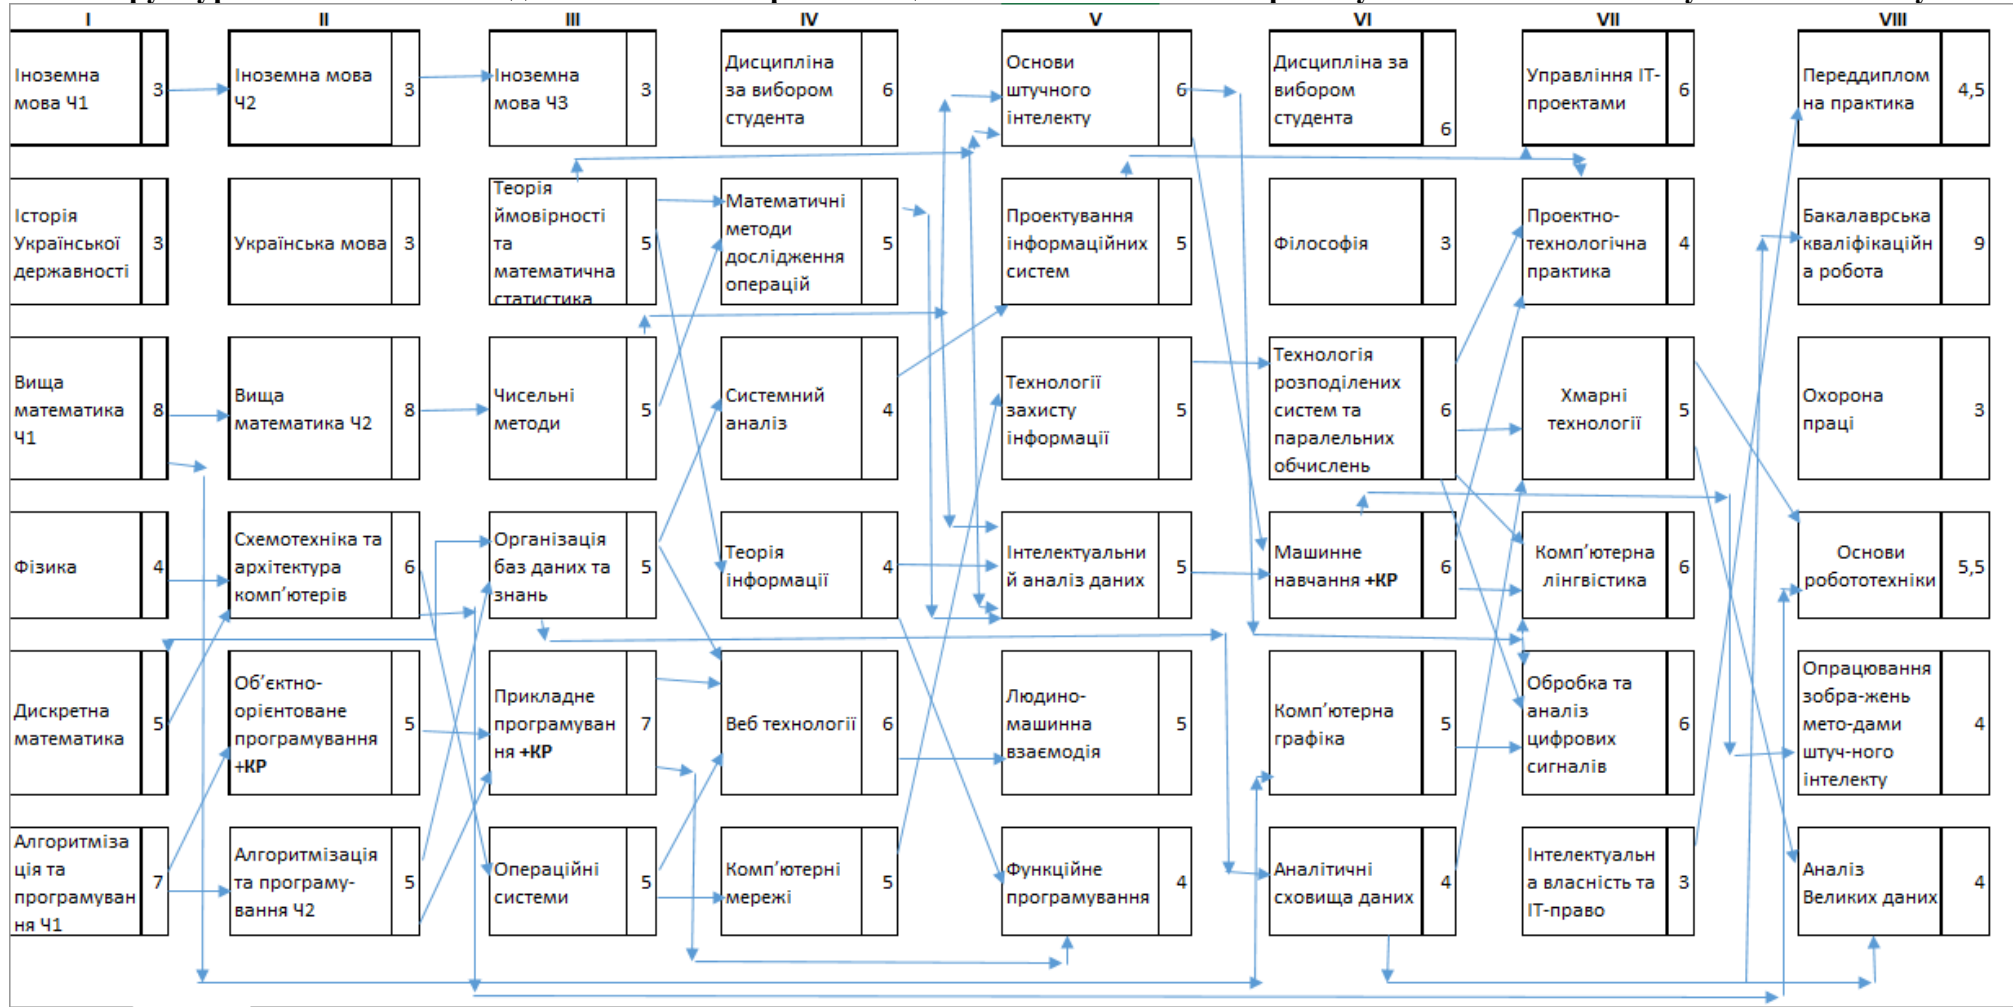 I II III IV V VI VII VIII
Іноземна
мова Ч1
3
Іноземна мова
Ч2
3
Іноземна
мова Ч3
3
Дисципліна
за вибором
студента
6
Основи
штучного
інтелекту
6
Дисципліна за
вибором
студента
6
Управління ІТ-
проектами
6
Переддиплом
на практика
4,5
Історія
Української
державності
3
Українська мова
3
Теорія
ймовірності
та
математична
статистика
5
Математичні
методи
дослідження
операцій
5
Проектування
інформаційних
систем
5
Філософія
3
Проектно-
технологічна
практика
4
Бакалаврська
кваліфікаційн
а робота
9
Вища
математика
Ч1
8
Вища
математика Ч2
8
Чисельні
методи
5
Системний
аналіз
4
Технології
захисту
інформації
5
Технологія
розподілених
систем та
паралельних
обчислень
6
Хмарні
технології
5
Охорона
праці
3
Фізика
4
Схемотехніка та
архітектура
комп’ютерів
6
Організація
баз даних та
знань
5
Теорія
інформації
4
Інтелектуальни
й аналіз даних
5
Машинне
навчання +КР
6
Комп’ютерна
лінгвістика
6
Основи
робототехніки
5,5
Дискретна
математика
5
Об’єктно-
орієнтоване
програмування
+КР
5
Прикладне
програмуван
ня +КР
7
Веб технології
6
Людино-
машинна
взаємодія
5
Комп’ютерна
графіка
5
Обробка та
аналіз
цифрових
сигналів
6
Опрацювання
зобра-жень
мето-дами
штуч-ного
інтелекту
4
Алгоритміза
ція та
програмуван
ня Ч1
7
Алгоритмізація
та програму-
вання Ч2
5
Операційні
системи
5
Комп’ютерні
мережі
5
Функційне
програмування
4
Аналітичні
сховища даних
4
Інтелектуальн
а власність та
ІТ-право
3
Аналіз
Великих даних
4